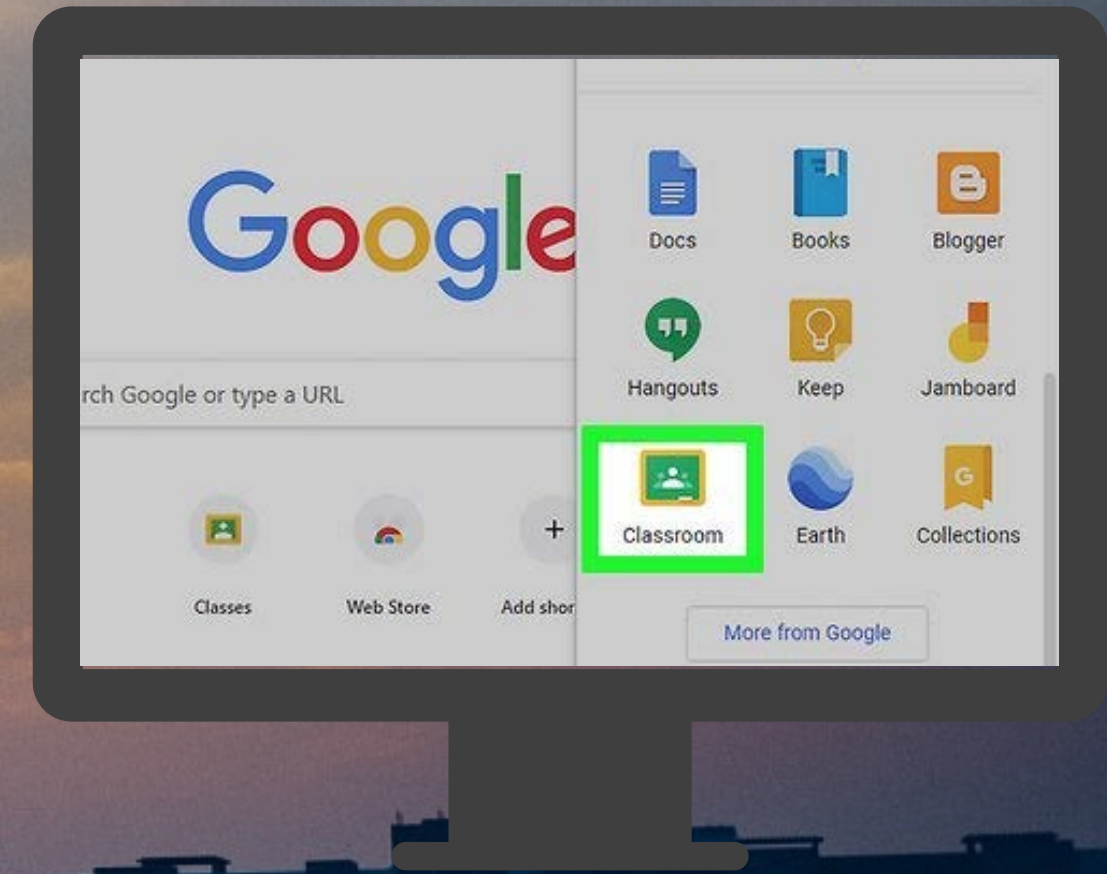 Google
rch Google or type a URL
Classes
Web Store
Add shor
Docs
Books
Blogger
Hangouts
Keep
Jamboard
Classroom
Earth
G
Collections
More from Google